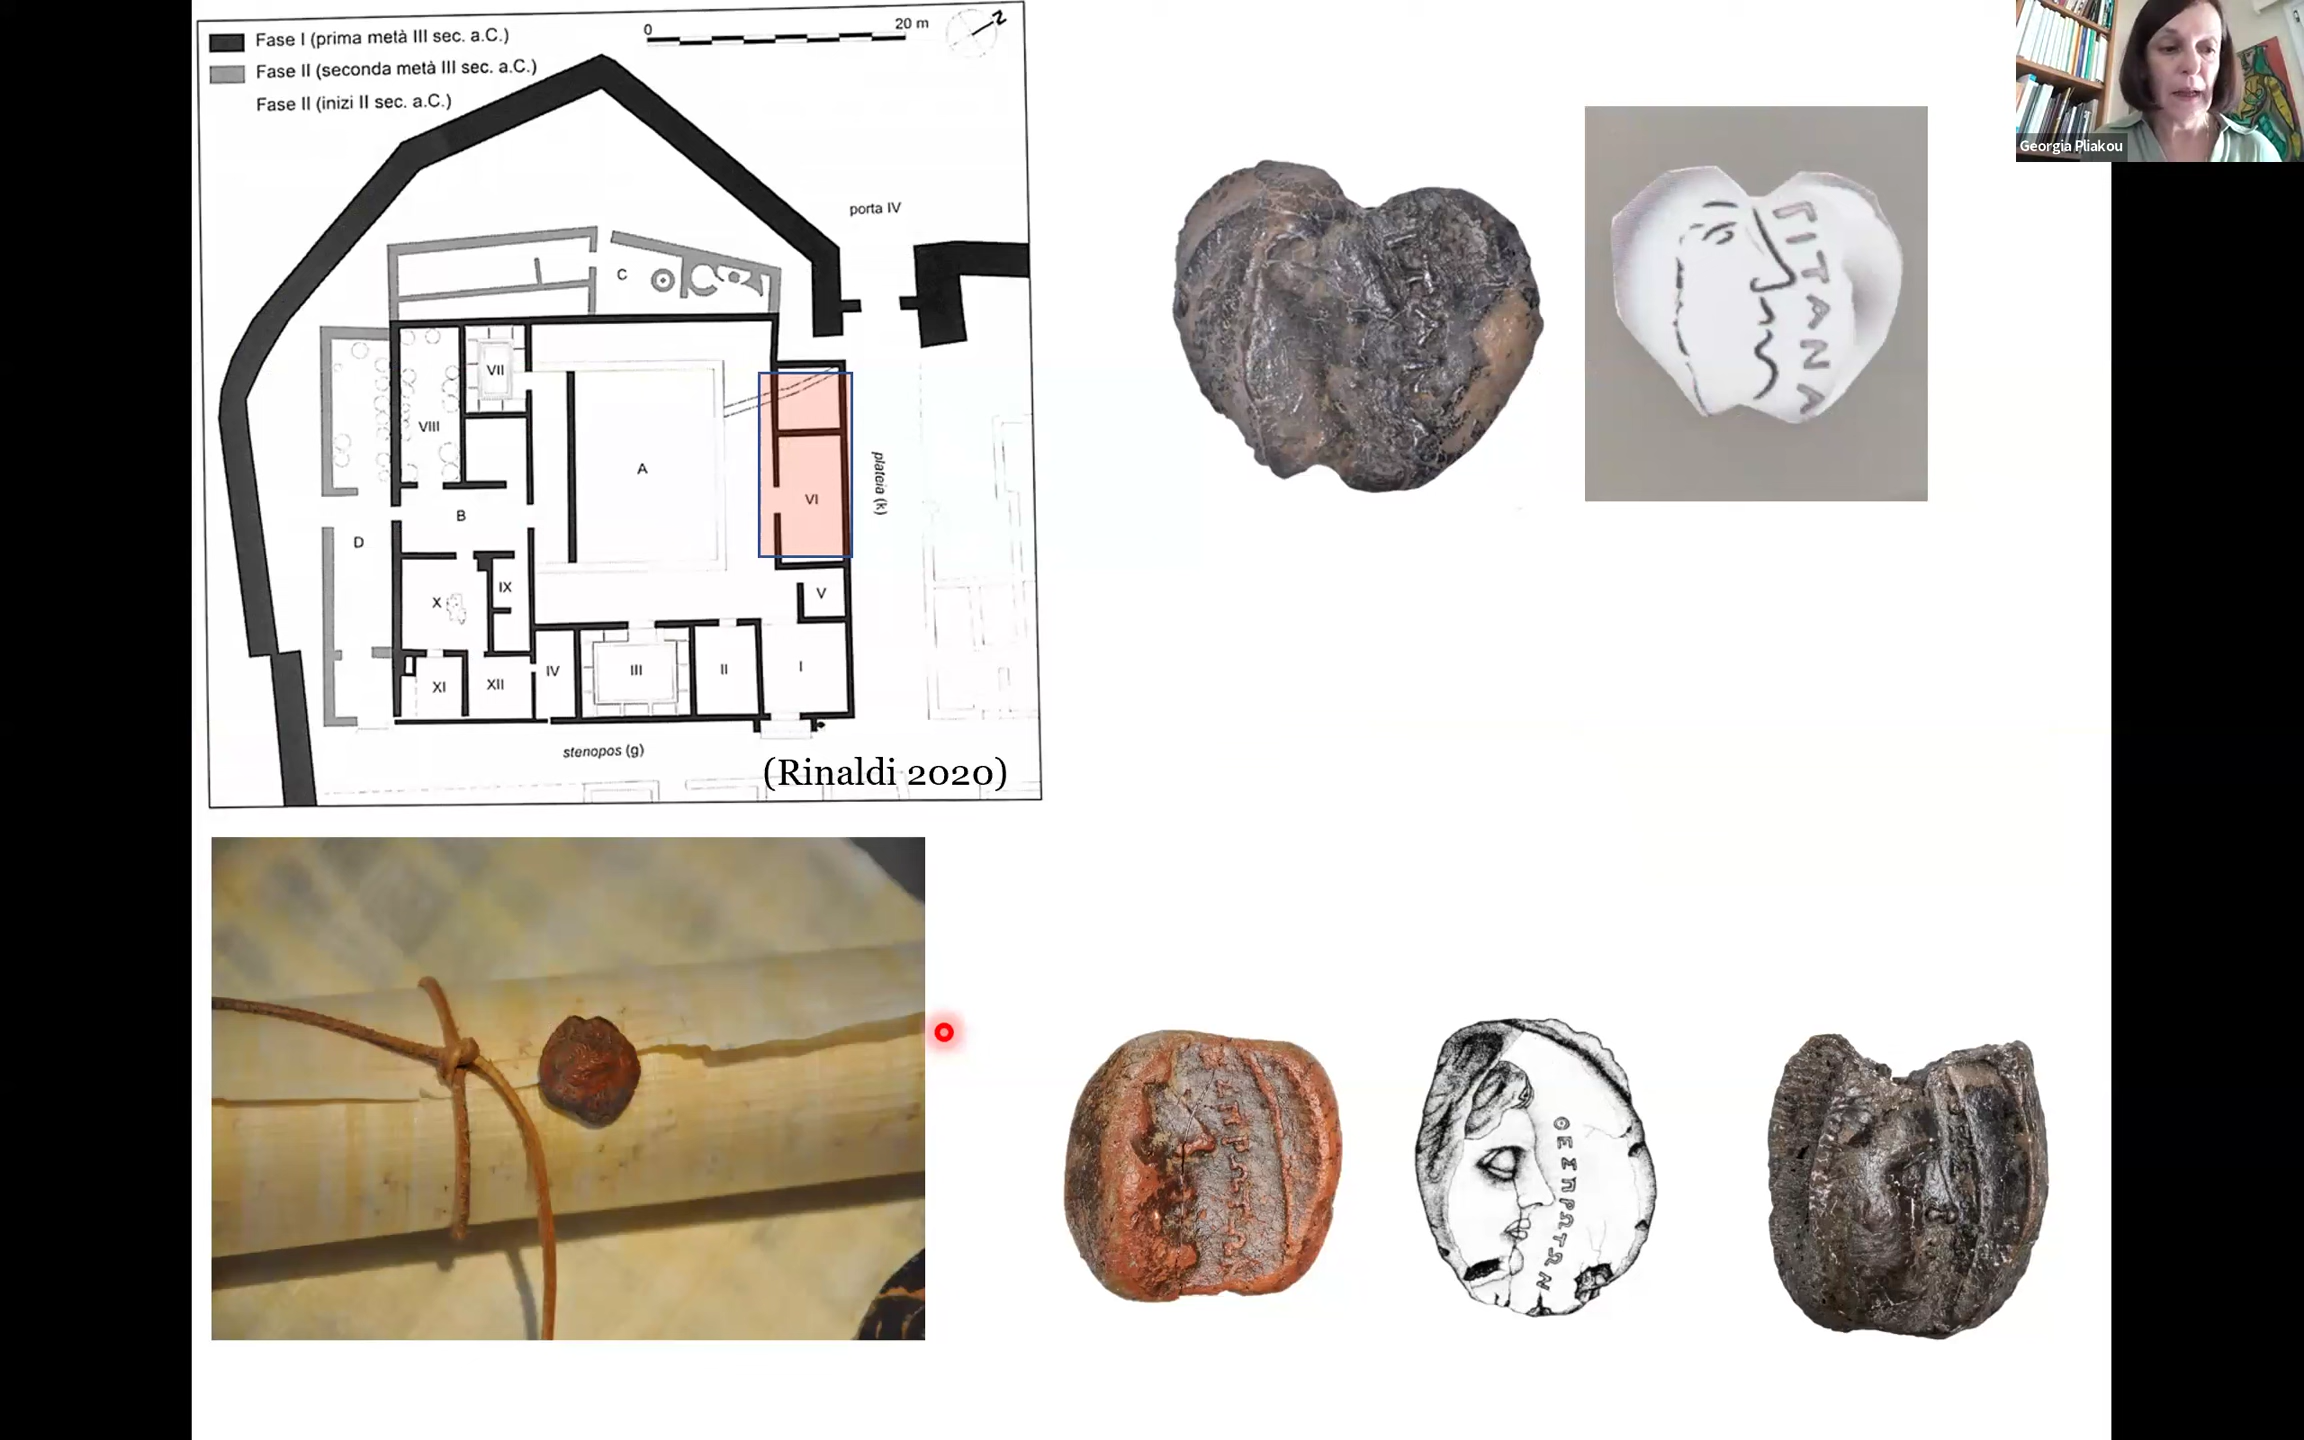 Fase I (prima metà III sec. a.C.)
Fase II (seconda metà III sec. a.C.)
Fase II (inizi II sec. a.C.)
0 20 m
N
porta IV
C
VII
VIII
A
VI
plateia (k)
B
D
IX
X
V
XI
XII
IV
III
II
I
stenopos (g)
(Rinaldi 2020)
ΓΙΤΑΝΑ
ΘΕΣΠΡΩΤΩΝ
Georgia Pliakou